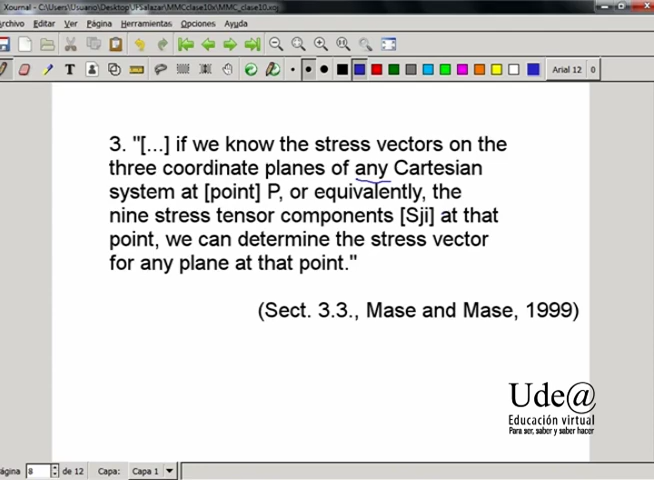 Xournal - C:\Users\Usuario\Desktop\JFSalazar\MMCclase10x\MMC_clase10.xoj
Archivo Editar Ver Página Herramientas Opciones Ayuda
T Arial 12 0
3. "[...] if we know the stress vectors on the
three coordinate planes of any Cartesian
system at [point] P, or equivalently, the
nine stress tensor components [Sji] at that
point, we can determine the stress vector
for any plane at that point."
(Sect. 3.3., Mase and Mase, 1999)
Ude@
Educación virtual
Para ser, saber y saber hacer
ágina 8 de 12 Capa: Capa 1